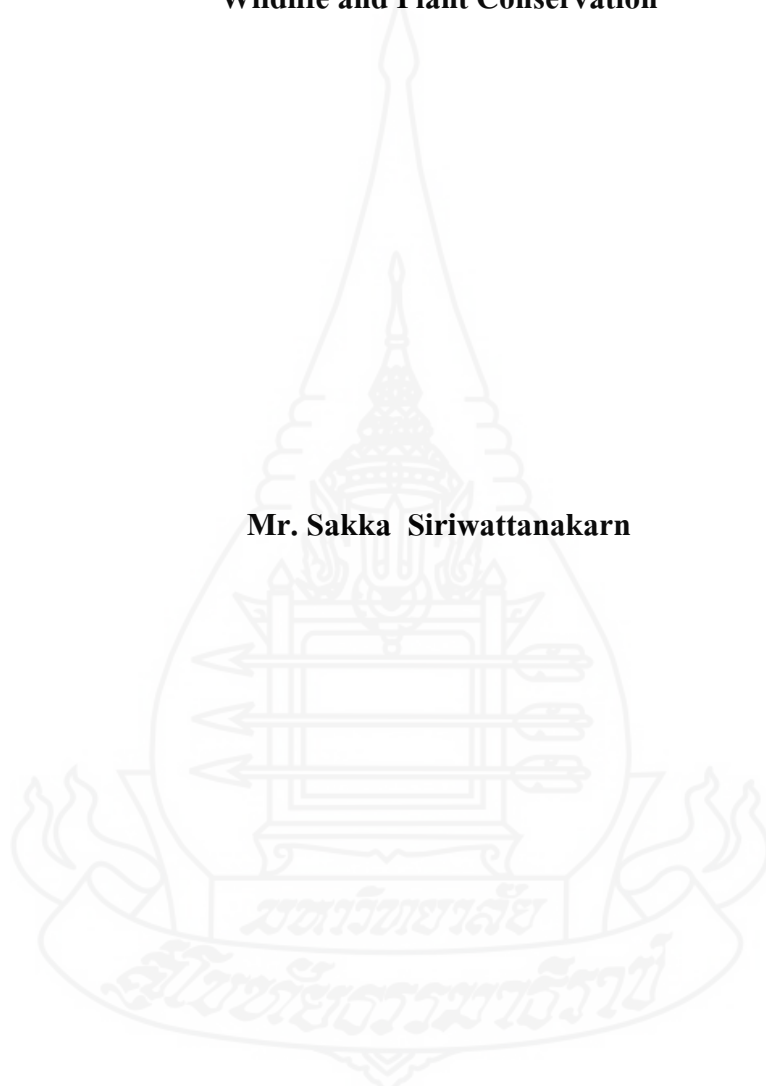 Wildlife and Plant Conservation
Mr. Sakka Siriwattanakarn
มหาวิทยาลัย
สุโขทัยธรรมาธิราช